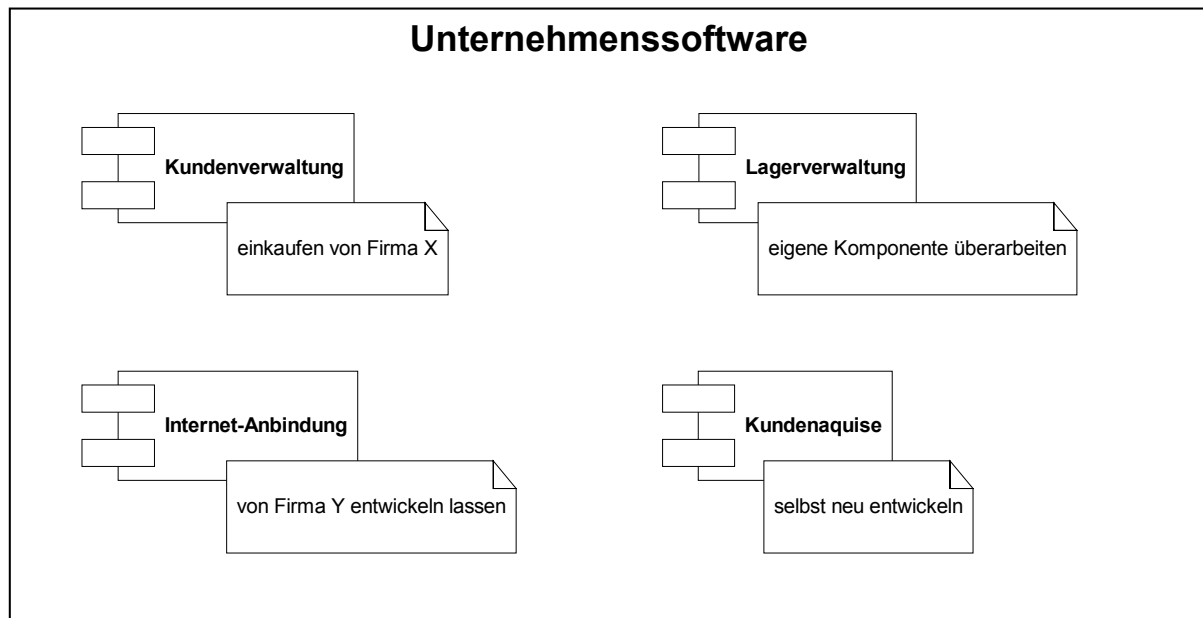 Unternehmenssoftware
Kundenverwaltung
einkaufen von Firma X
Lagerverwaltung
eigene Komponente überarbeiten
Internet-Anbindung
von Firma Y entwickeln lassen
Kundenaquise
selbst neu entwickeln